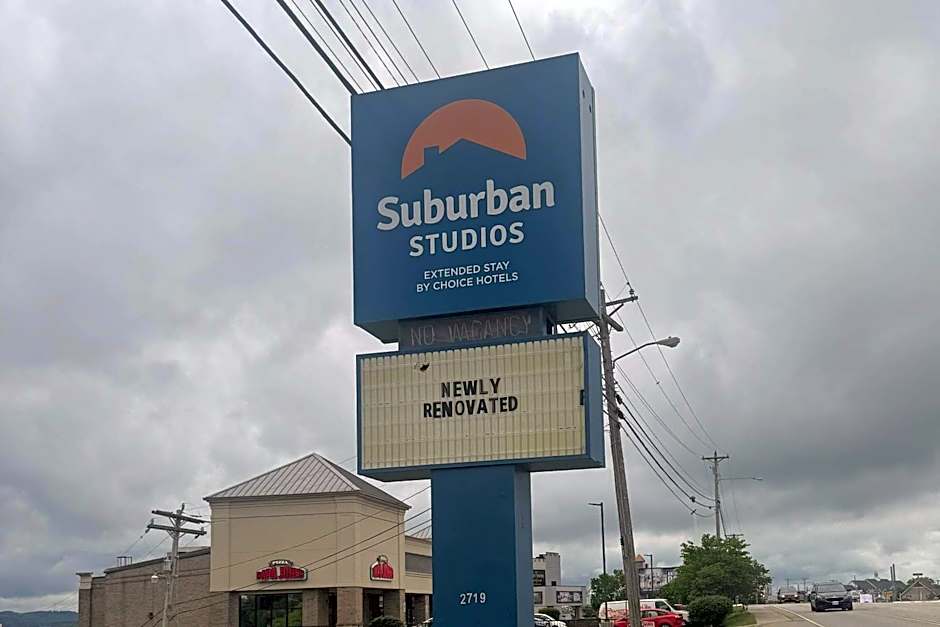 Suburban
STUDIOS
EXTENDED STAY
BY CHOICE HOTELS
NO VACANCY
NEWLY
RENOVATED
2719